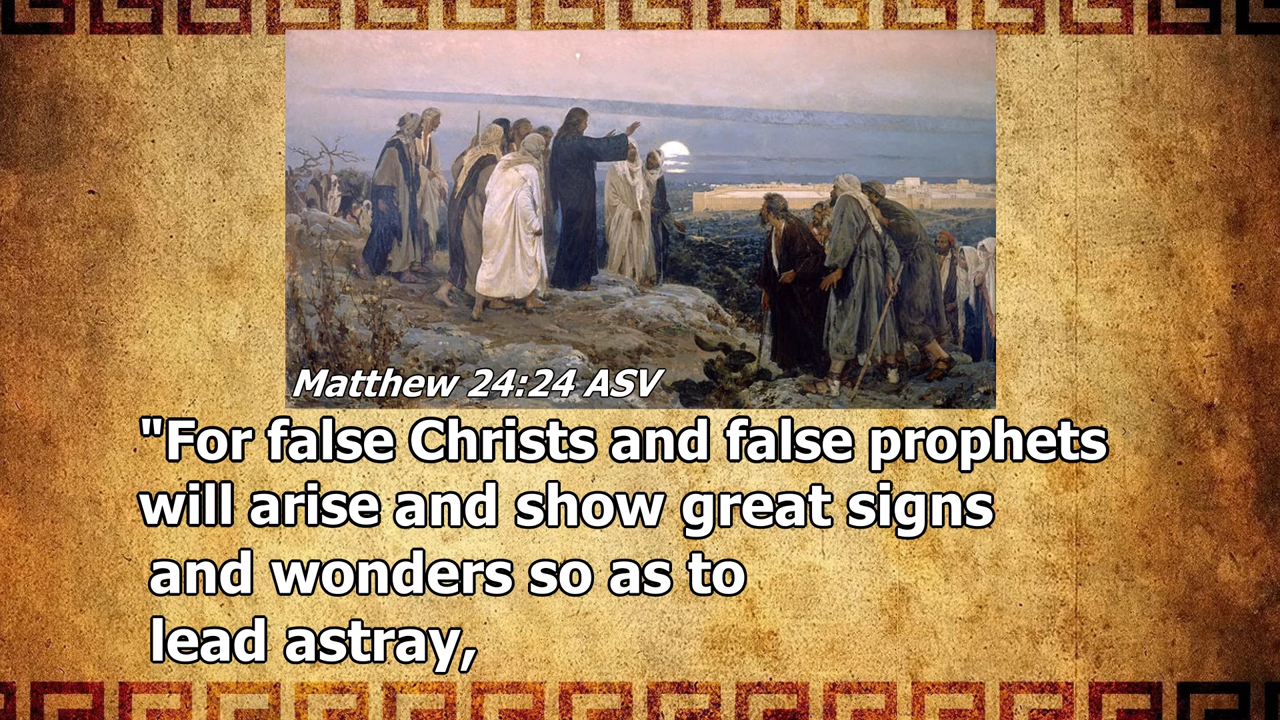 Matthew 24:24 ASV
"For false Christs and false prophets
will arise and show great signs
and wonders so as to
lead astray,